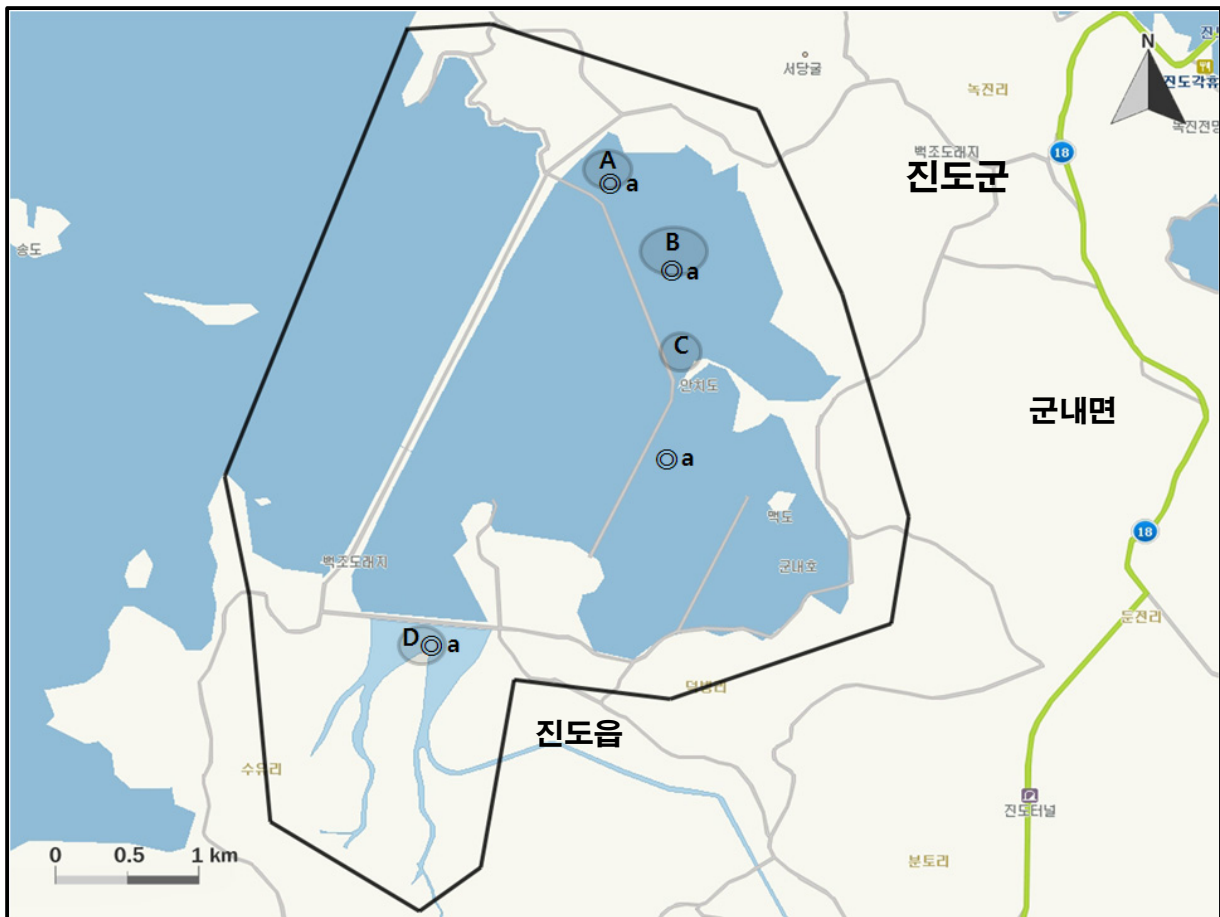 N
진도각휴
녹진전망
서당굴
녹진리
백조도래지
18
진도군
A
a
송도
B
a
C
안치도
군내면
a
맥도
18
군내호
백조도래지
둔전리
D
a
덕병리
진도읍
수유리
진도터널
분토리
0 0.5 1 km